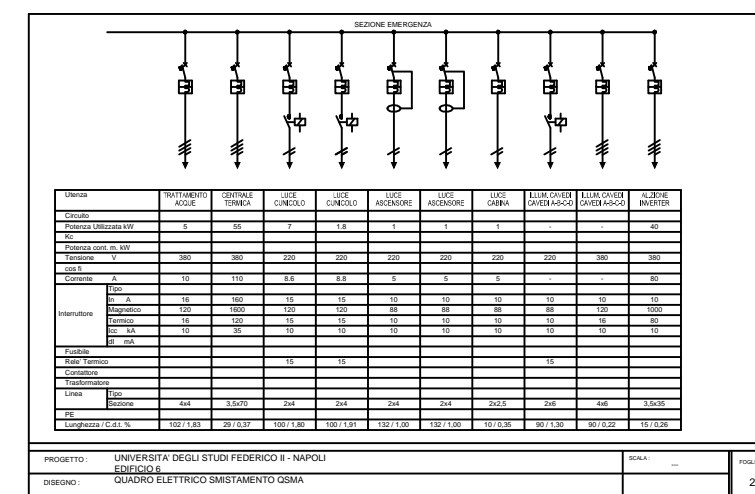 SEZIONE EMERGENZA
Utenza TRATTAMENTO ACQUE CENTRALE TERMICA LUCE CUNICOLO LUCE CUNICOLO LUCE ASCENSORE LUCE ASCENSORE LUCE CABINA ILLUM. CAVEDI CAVEDI A-B-C-D ILLUM. CAVEDI CAVEDI A-B-C-D AL.ZIONE INVERTER
Circuito
Potenza Utilizzata kW 5 55 7 1.8 1 1 1 - - 40
Kc
Potenza cont. m. kW
Tensione V 380 380 220 220 220 220 220 220 380 380
cos fi
Corrente A 10 110 8.6 8.8 5 5 5 - - 80
Interruttore
Tipo
In A 16 160 15 15 10 10 10 10 10 10
Magnetico 120 1600 120 120 88 88 88 88 120 1000
Termico 16 120 15 15 10 10 10 10 16 80
Icc kA 10 35 10 10 10 10 10 10 10 10
dI mA
Fusibile
Rele' Termico 15 15 15
Contattore
Trasformatore
Linea Tipo
Sezione 4x4 3,5x70 2x4 2x4 2x4 2x4 2x2,5 2x6 4x6 3,5x35
PE
Lunghezza / C.d.t. % 102 / 1,83 29 / 0,37 100 / 1,80 100 / 1,91 132 / 1,00 132 / 1,00 10 / 0,35 90 / 1,30 90 / 0,22 15 / 0,26
PROGETTO : UNIVERSITA' DEGLI STUDI FEDERICO II - NAPOLI
EDIFICIO 6
SCALA : ---
DISEGNO : QUADRO ELETTRICO SMISTAMENTO QSMA
FOGLI
2